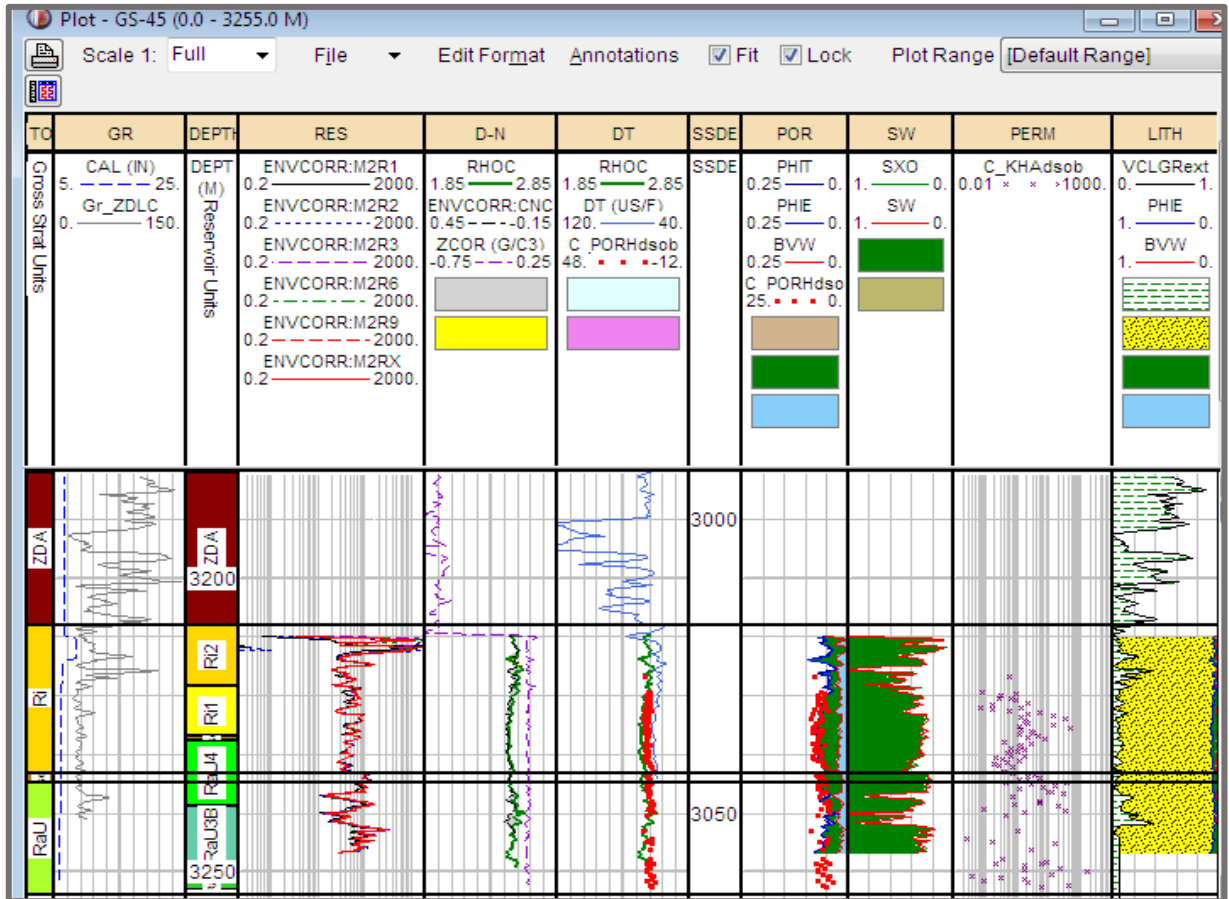 Plot - GS-45 (0.0 - 3255.0 M)
Scale 1: Full File Edit Format Annotations Fit Lock Plot Range [Default Range]
TO GR DEPTH RES D-N DT SSDE POR SW PERM LITH
Gross Strat Units
CAL (IN)
5. 25.
Gr_ZDLC
0. 150.
DEPT
(M)
Reservoir Units
ENVCORR:M2R1
0.2 2000.
ENVCORR:M2R2
0.2 2000.
ENVCORR:M2R3
0.2 2000.
ENVCORR:M2R6
0.2 2000.
ENVCORR:M2R9
0.2 2000.
ENVCORR:M2RX
0.2 2000.
RHOC
1.85 2.85
ENVCORR:CNC
0.45 -0.15
ZCOR (G/C3)
-0.75 0.25
RHOC
1.85 2.85
DT (US/F)
120. 40.
C_PORHdsob
48. -12.
SSDE
PHIT
0.25 0.
PHIE
0.25 0.
BVW
0.25 0.
C_PORHdso
25. 0.
SXO
1. 0.
SW
1. 0.
C_KHAdsob
0.01 1000.
VCLGRext
0. 1.
PHIE
1. 0.
BVW
1. 0.
ZDA
Ri
RaU
ZDA
3200
Ri2
Ri1
RaU4
RaU3B
3250
3000
3050